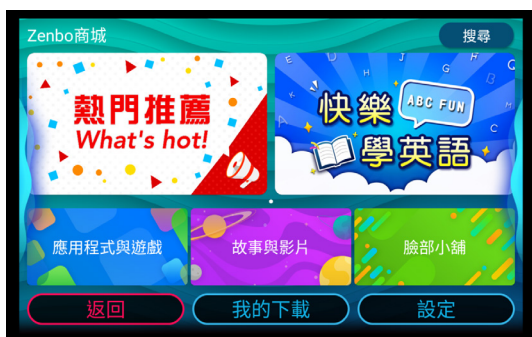 Zenbo商城
搜尋
熱門推薦
What's hot!
快樂
ABC FUN
學英語
應用程式與遊戲
故事與影片
臉部小舖
返回
我的下載
設定